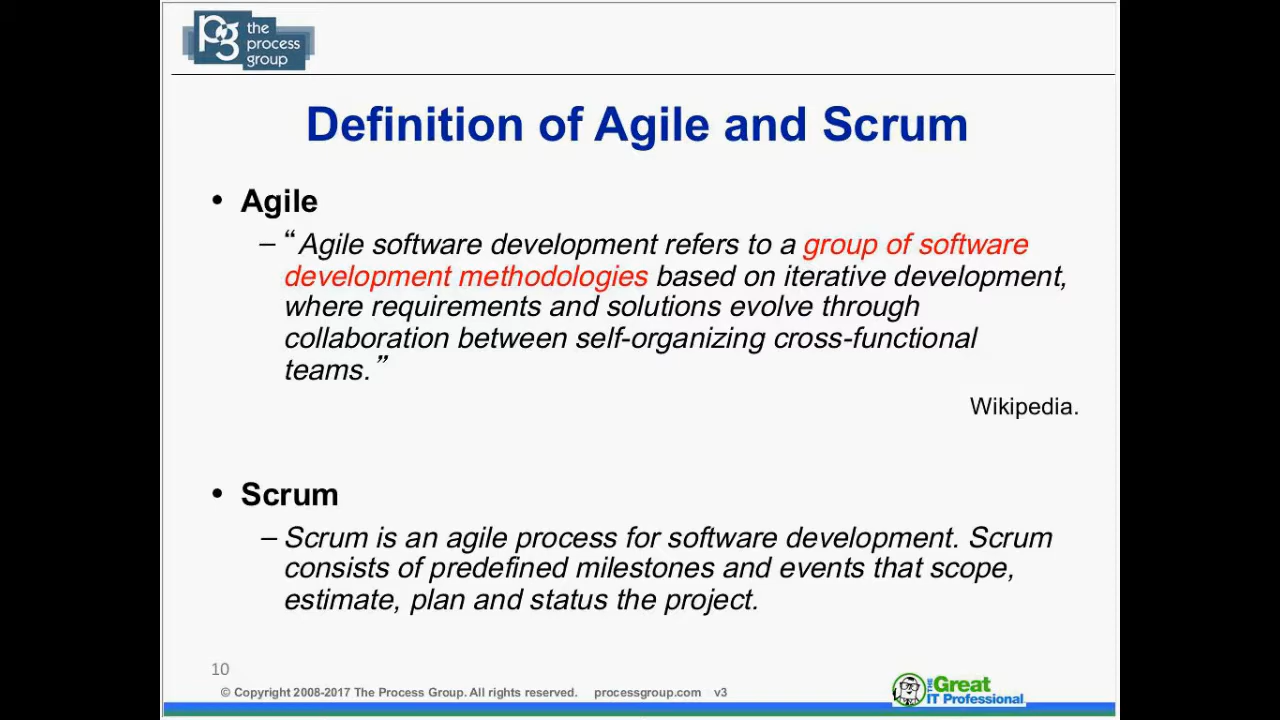 pg the
process
group
Definition of Agile and Scrum
• Agile
– “Agile software development refers to a group of software
development methodologies based on iterative development,
where requirements and solutions evolve through
collaboration between self-organizing cross-functional
teams.”
Wikipedia.
• Scrum
– Scrum is an agile process for software development. Scrum
consists of predefined milestones and events that scope,
estimate, plan and status the project.
10
© Copyright 2008-2017 The Process Group. All rights reserved. processgroup.com v3
THE Great
IT Professional